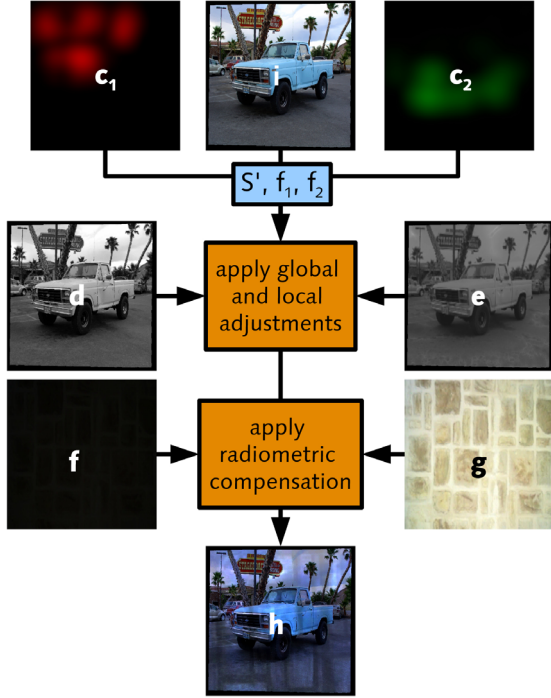 c1
i
c2
S', f1, f2
d
apply global
and local
adjustments
e
f
apply
radiometric
compensation
g
h